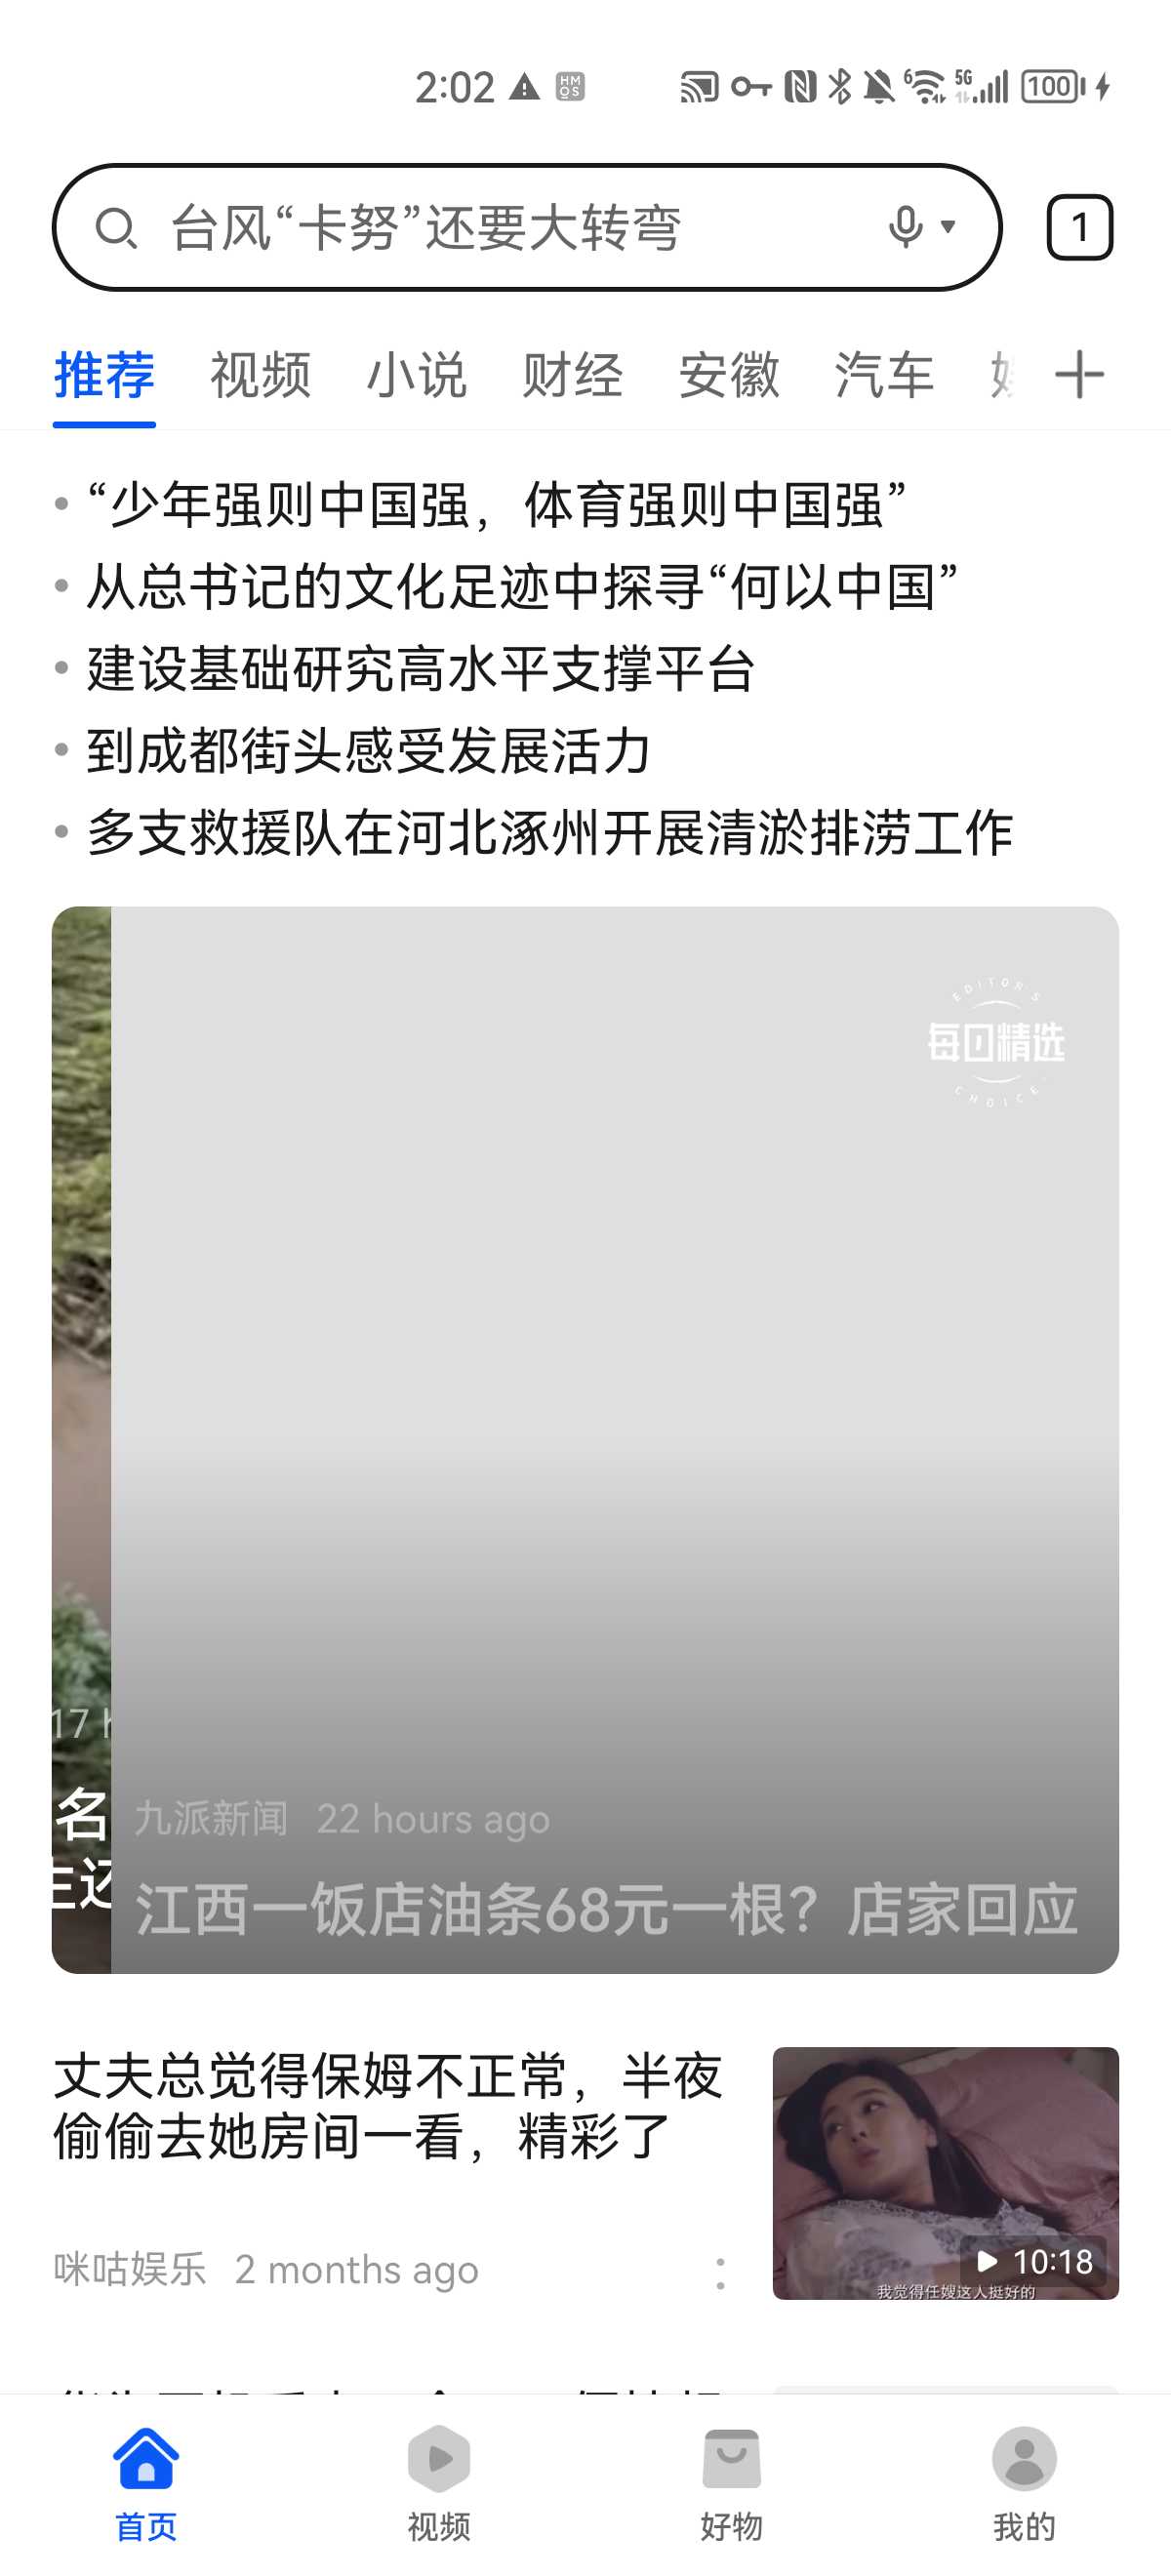 2:02
HM
OS
6
5G
100
台风“卡努”还要大转弯
1
推荐 视频 小说 财经 安徽 汽车
“少年强则中国强，体育强则中国强”
从总书记的文化足迹中探寻“何以中国”
建设基础研究高水平支撑平台
到成都街头感受发展活力
多支救援队在河北涿州开展清淤排涝工作
EDITOR'S
每日精选
CHOICE
17 h
名
九派新闻 22 hours ago
江西一饭店油条68元一根？店家回应
丈夫总觉得保姆不正常，半夜
偷偷去她房间一看，精彩了
咪咕娱乐 2 months ago
10:18
我觉得任嫂这人挺好的
首页 视频 好物 我的